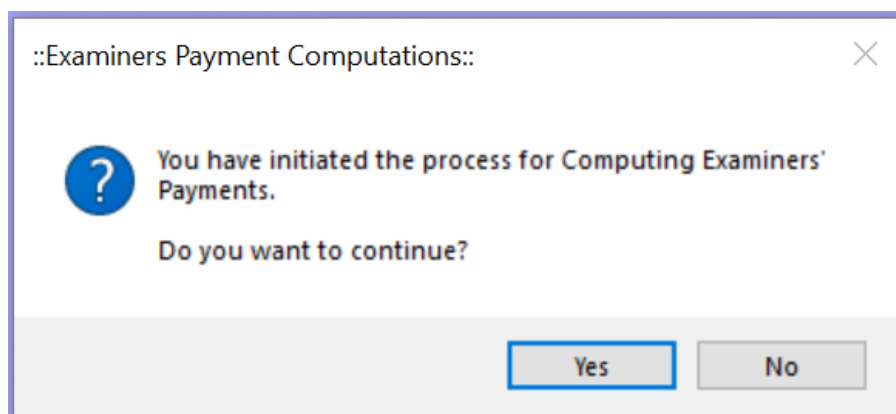 ::Examiners Payment Computations::
You have initiated the process for Computing Examiners'
Payments.
Do you want to continue?
Yes
No